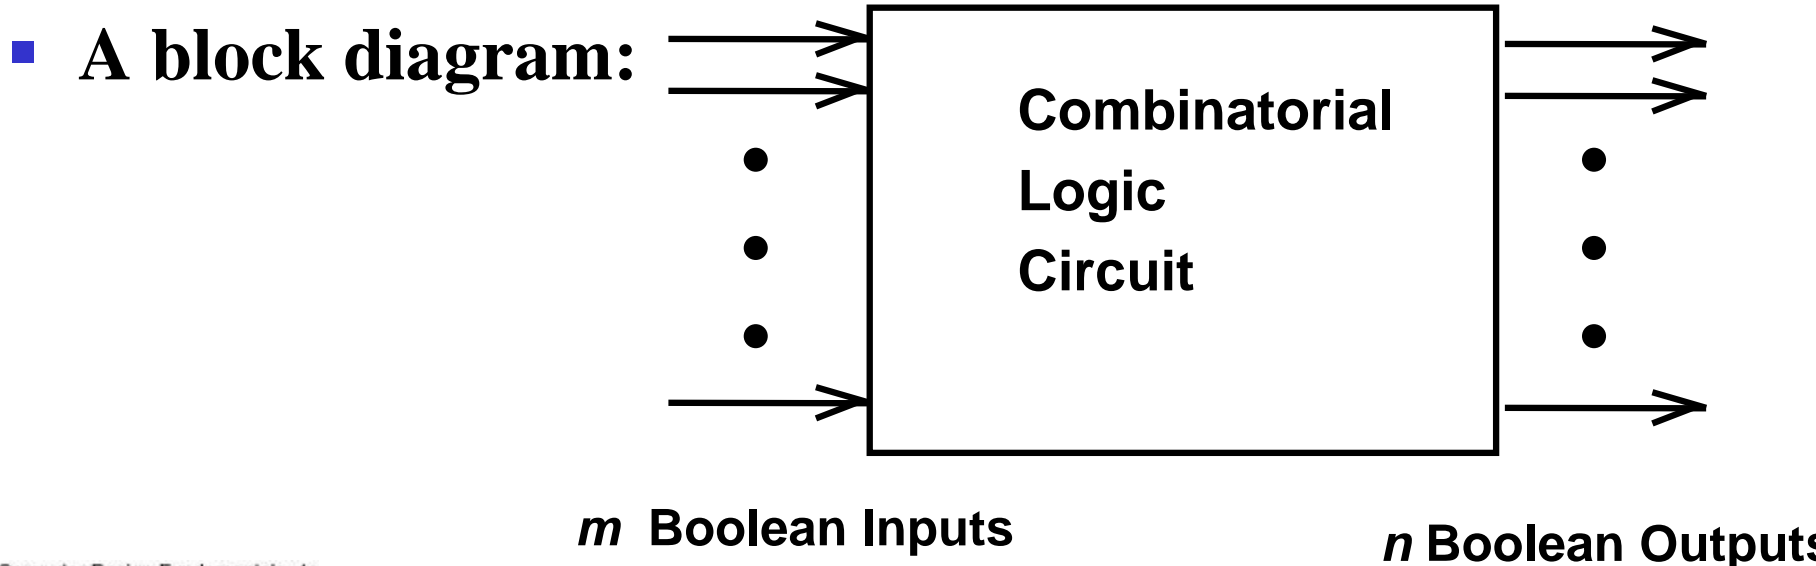 A block diagram:
Combinatorial
Logic
Circuit
m Boolean Inputs
n Boolean Outputs